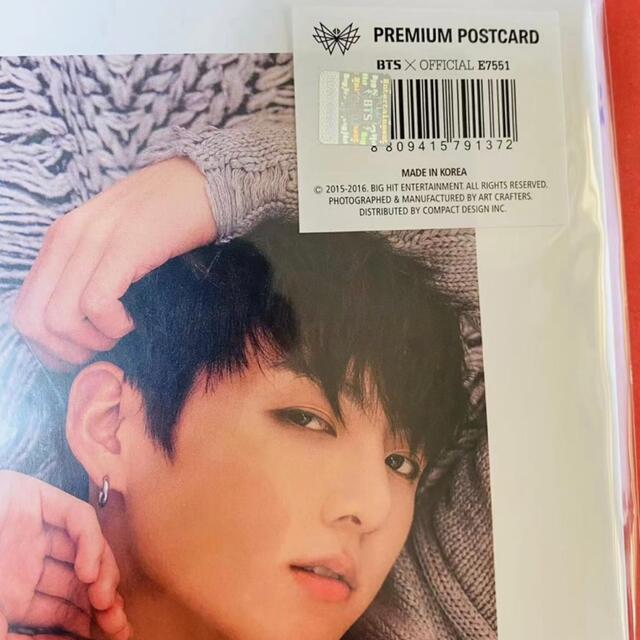 PREMIUM POSTCARD
BTS × OFFICIAL E7551
BTS
8 809415 791372
MADE IN KOREA
© 2015-2016. BIG HIT ENTERTAINMENT. ALL RIGHTS RESERVED.
PHOTOGRAPHED & MANUFACTURED BY ART CRAFTERS.
DISTRIBUTED BY COMPACT DESIGN INC.